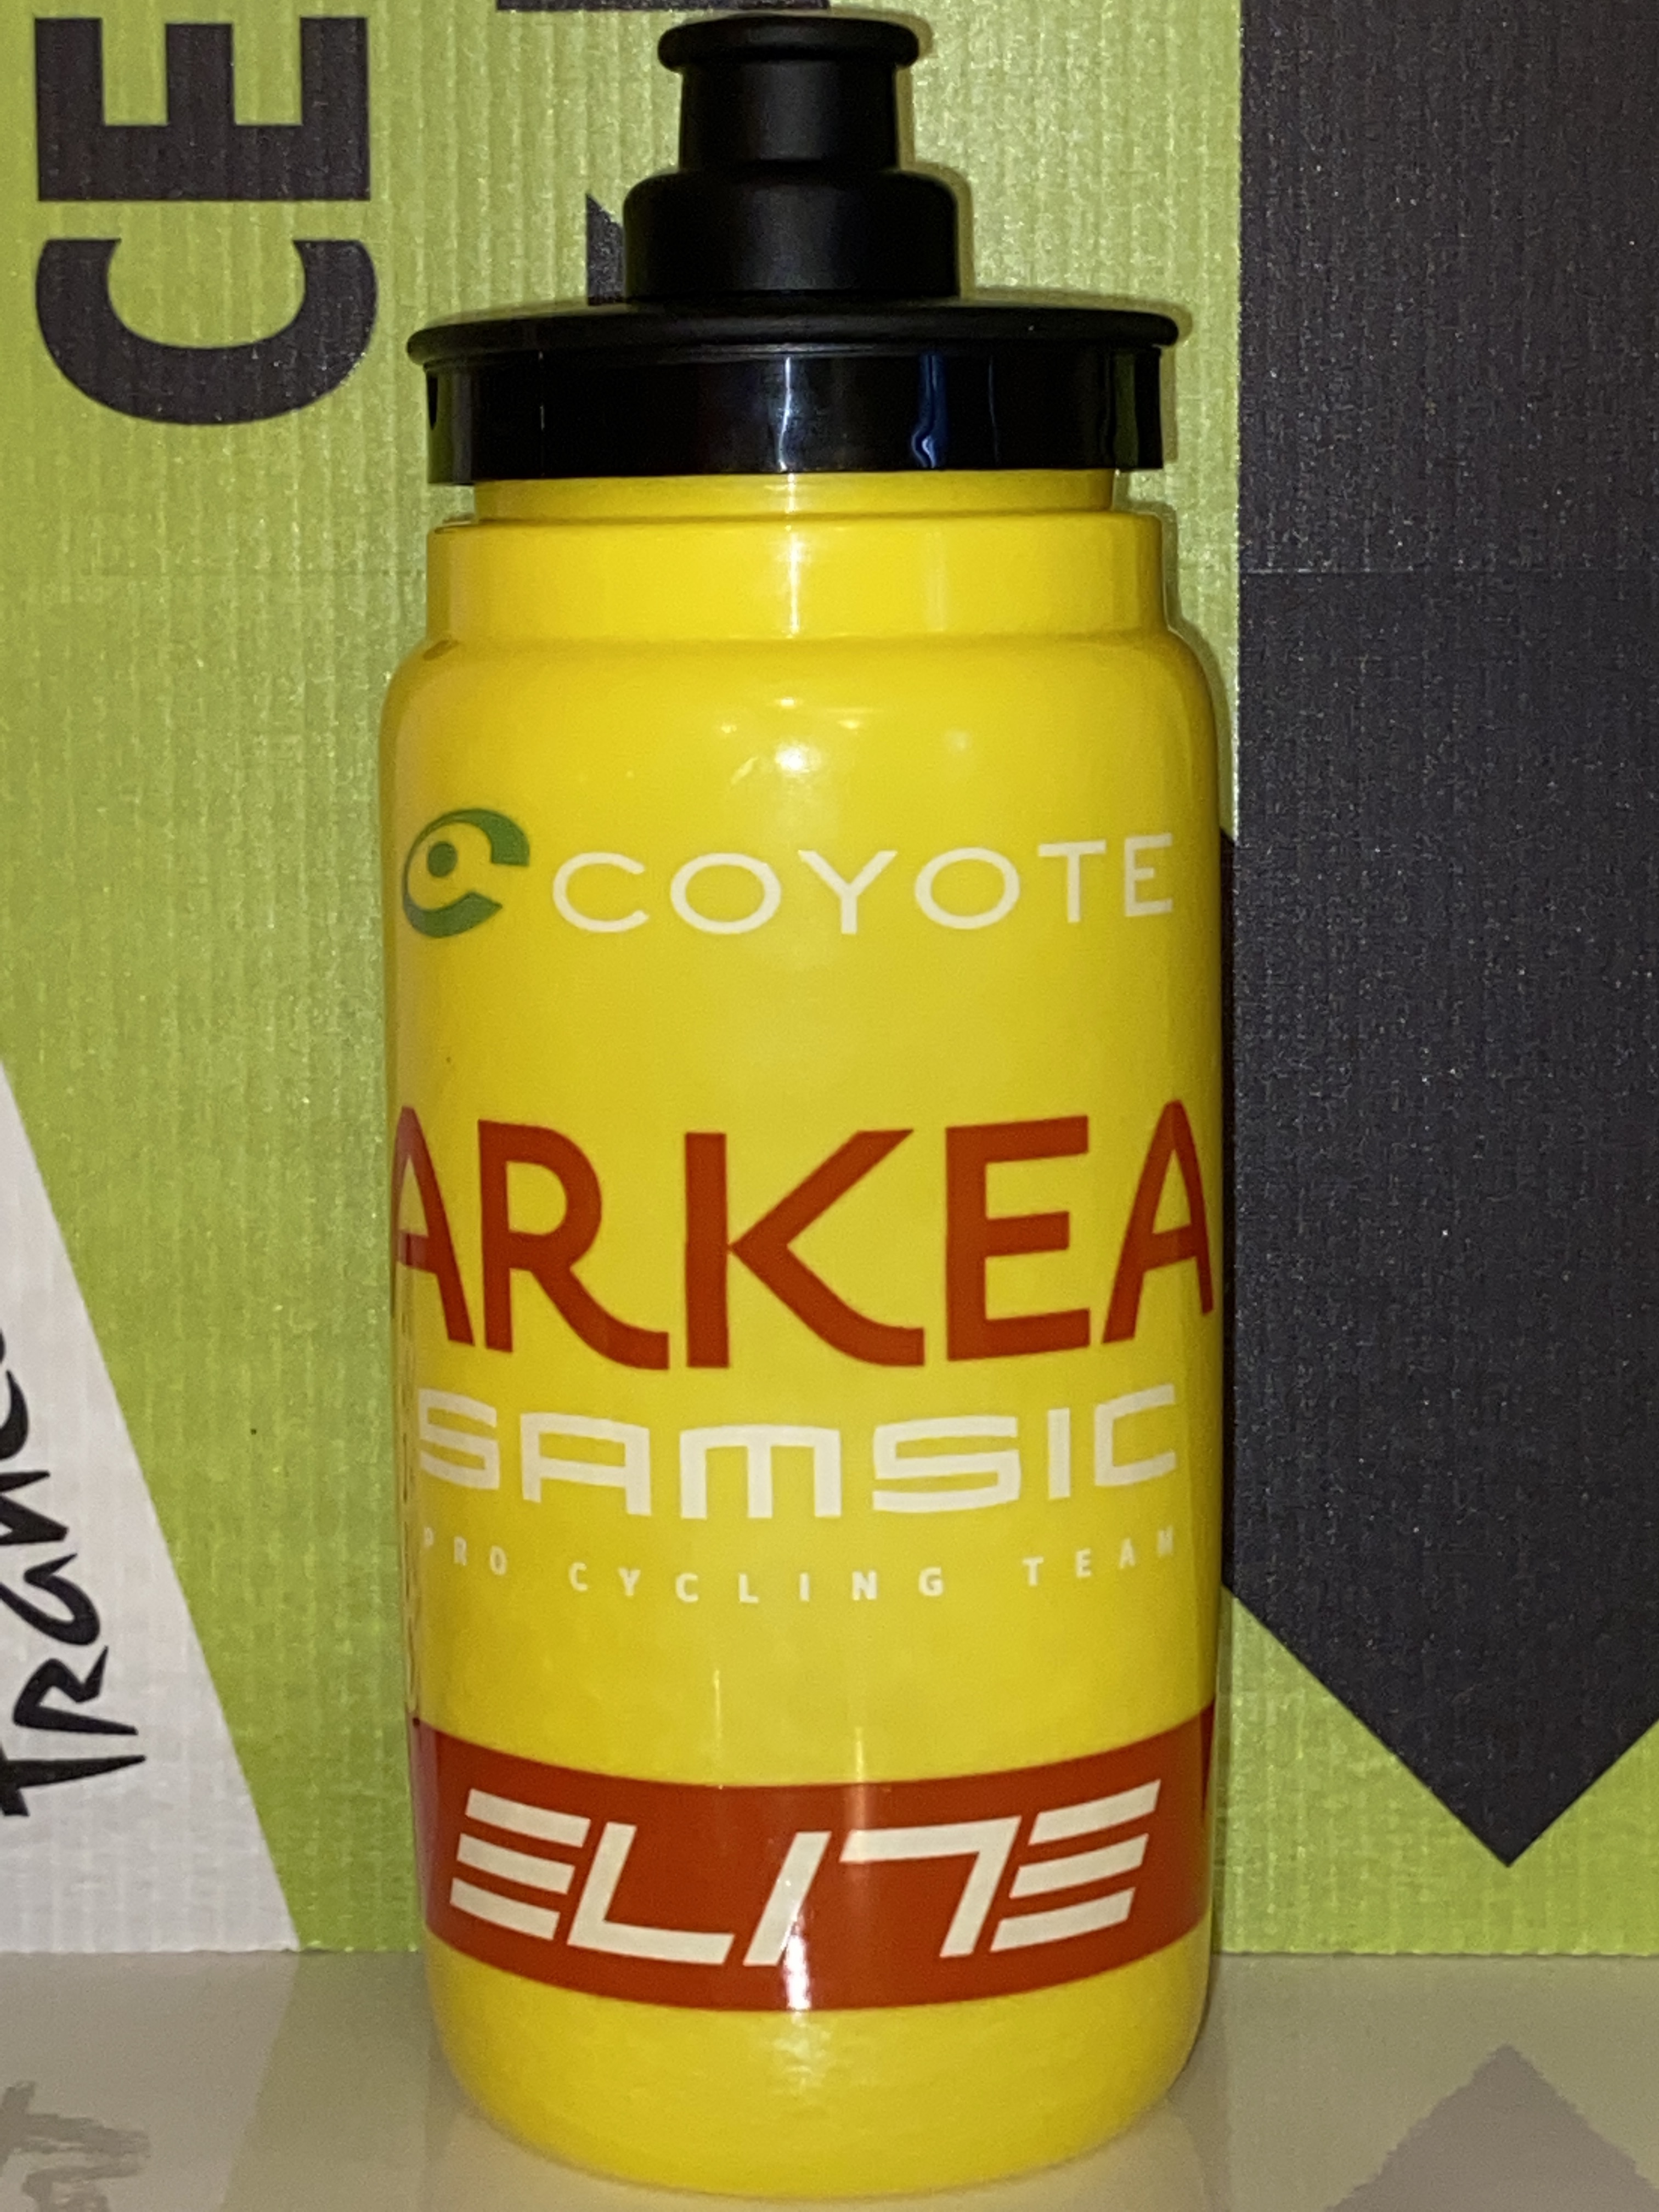 COYOTE
ARKEA
SAMSIC
PRO CYCLING TEAM
ELITE
CE